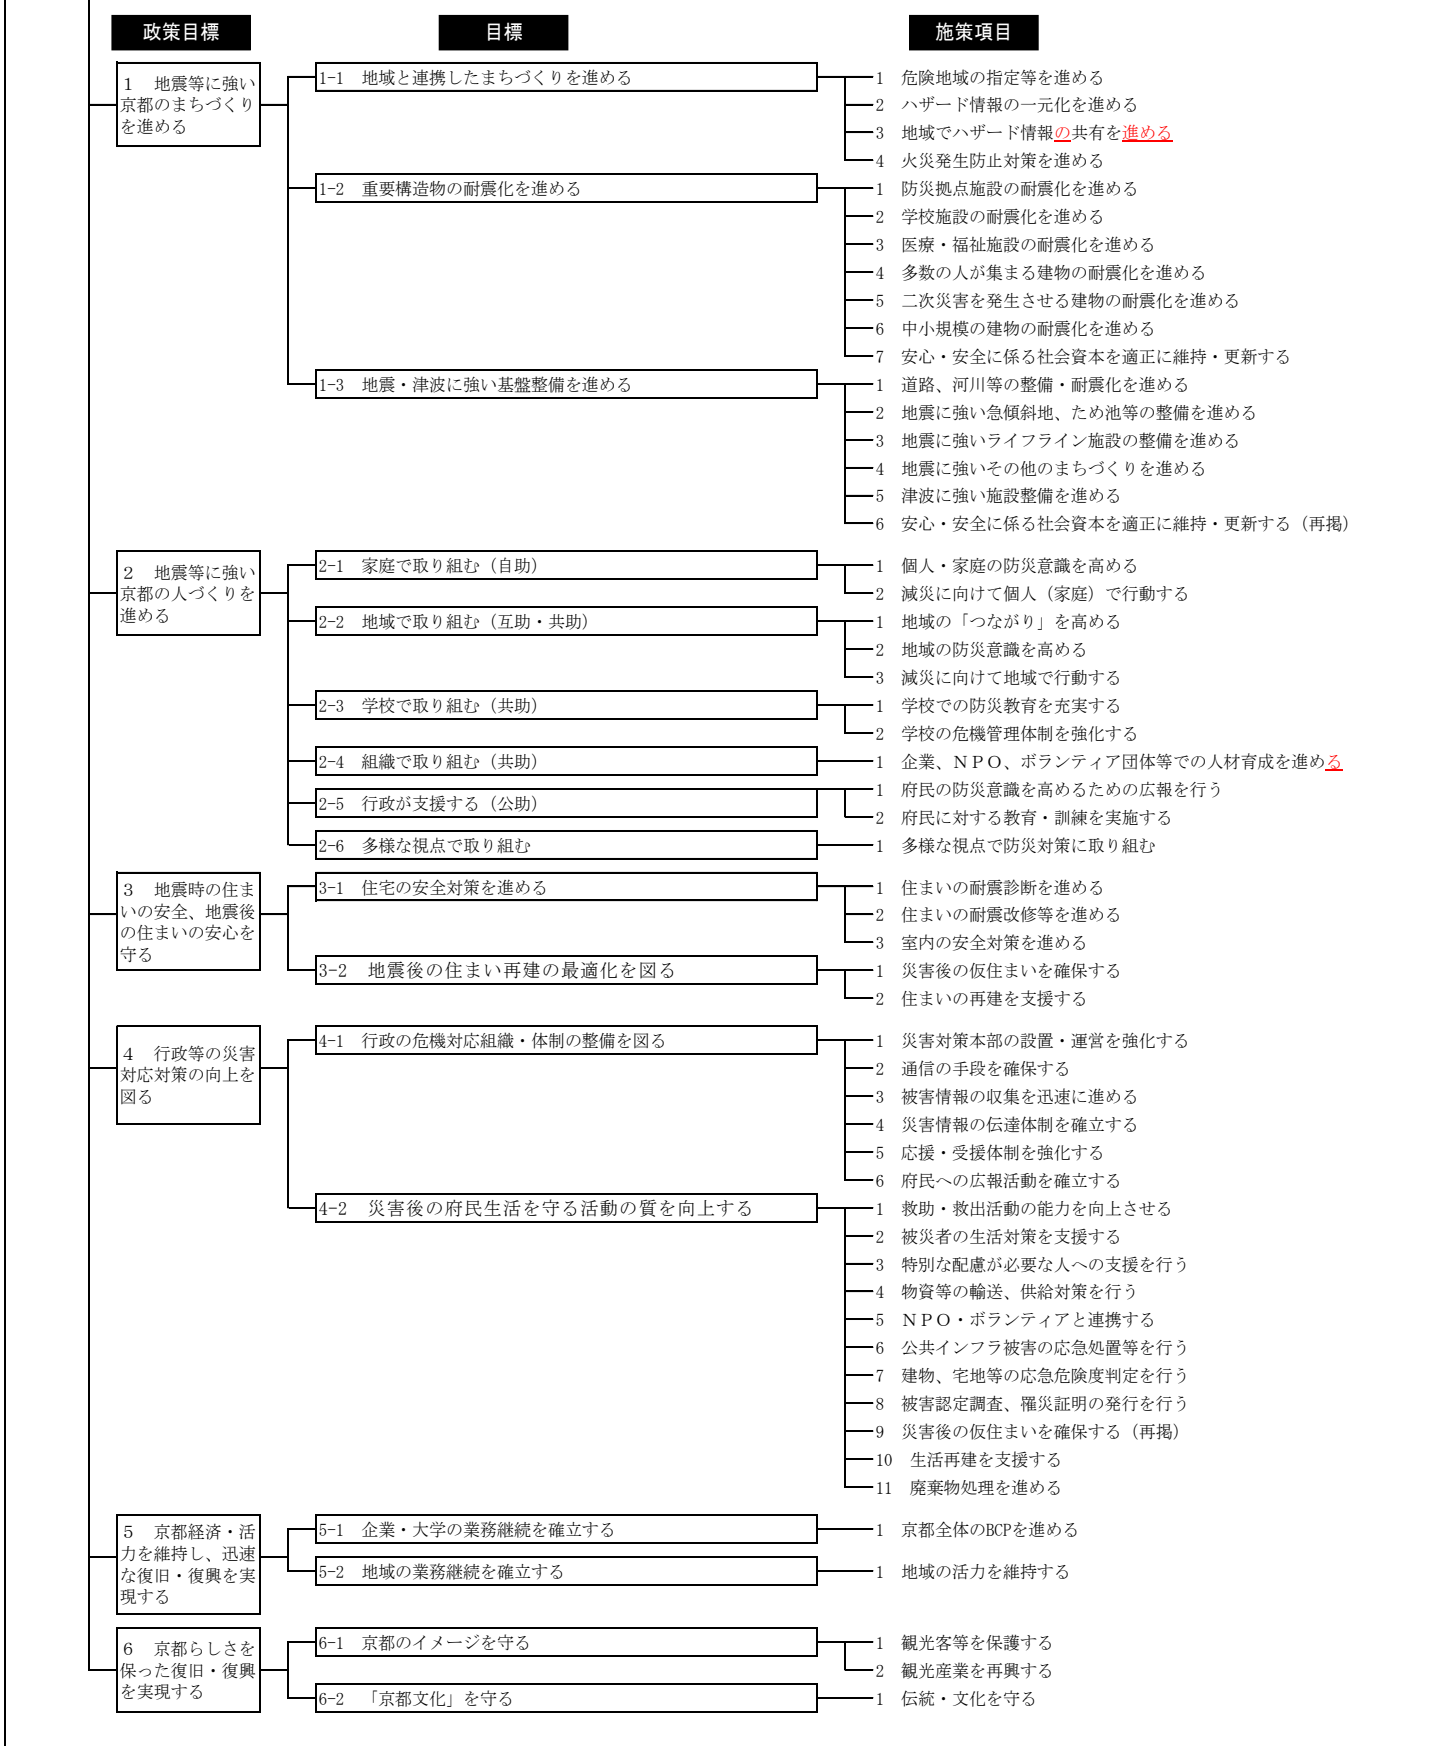 政策目標 目標 施策項目
1 地震等に強い
京都のまちづくり
を進める
1-1 地域と連携したまちづくりを進める
1 危険地域の指定等を進める
2 ハザード情報の一元化を進める
3 地域でハザード情報の共有を進める
4 火災発生防止対策を進める
1-2 重要構造物の耐震化を進める
1 防災拠点施設の耐震化を進める
2 学校施設の耐震化を進める
3 医療・福祉施設の耐震化を進める
4 多数の人が集まる建物の耐震化を進める
5 二次災害を発生させる建物の耐震化を進める
6 中小規模の建物の耐震化を進める
7 安心・安全に係る社会資本を適正に維持・更新する
1-3 地震・津波に強い基盤整備を進める
1 道路、河川等の整備・耐震化を進める
2 地震に強い急傾斜地、ため池等の整備を進める
3 地震に強いライフライン施設の整備を進める
4 地震に強いその他のまちづくりを進める
5 津波に強い施設整備を進める
6 安心・安全に係る社会資本を適正に維持・更新する（再掲）
2 地震等に強い
京都の人づくりを
進める
2-1 家庭で取り組む（自助）
1 個人・家庭の防災意識を高める
2 減災に向けて個人（家庭）で行動する
2-2 地域で取り組む（互助・共助）
1 地域の「つながり」を高める
2 地域の防災意識を高める
3 減災に向けて地域で行動する
2-3 学校で取り組む（共助）
1 学校での防災教育を充実する
2 学校の危機管理体制を強化する
2-4 組織で取り組む（共助）
1 企業、ＮＰＯ、ボランティア団体等での人材育成を進める
2-5 行政が支援する（公助）
1 府民の防災意識を高めるための広報を行う
2 府民に対する教育・訓練を実施する
2-6 多様な視点で取り組む
1 多様な視点で防災対策に取り組む
3 地震時の住ま
いの安全、地震後
の住まいの安心を
守る
3-1 住宅の安全対策を進める
1 住まいの耐震診断を進める
2 住まいの耐震改修等を進める
3 室内の安全対策を進める
3-2 地震後の住まい再建の最適化を図る
1 災害後の仮住まいを確保する
2 住まいの再建を支援する
4 行政等の災害
対応対策の向上を
図る
4-1 行政の危機対応組織・体制の整備を図る
1 災害対策本部の設置・運営を強化する
2 通信の手段を確保する
3 被害情報の収集を迅速に進める
4 災害情報の伝達体制を確立する
5 応援・受援体制を強化する
6 府民への広報活動を確立する
4-2 災害後の府民生活を守る活動の質を向上する
1 救助・救出活動の能力を向上させる
2 被災者の生活対策を支援する
3 特別な配慮が必要な人への支援を行う
4 物資等の輸送、供給対策を行う
5 ＮＰＯ・ボランティアと連携する
6 公共インフラ被害の応急処置等を行う
7 建物、宅地等の応急危険度判定を行う
8 被害認定調査、罹災証明の発行を行う
9 災害後の仮住まいを確保する（再掲）
10 生活再建を支援する
11 廃棄物処理を進める
5 京都経済・活
力を維持し、迅速
な復旧・復興を実
現する
5-1 企業・大学の業務継続を確立する
1 京都全体のBCPを進める
5-2 地域の業務継続を確立する
1 地域の活力を維持する
6 京都らしさを
保った復旧・復興
を実現する
6-1 京都のイメージを守る
1 観光客等を保護する
2 観光産業を再興する
6-2 「京都文化」を守る
1 伝統・文化を守る